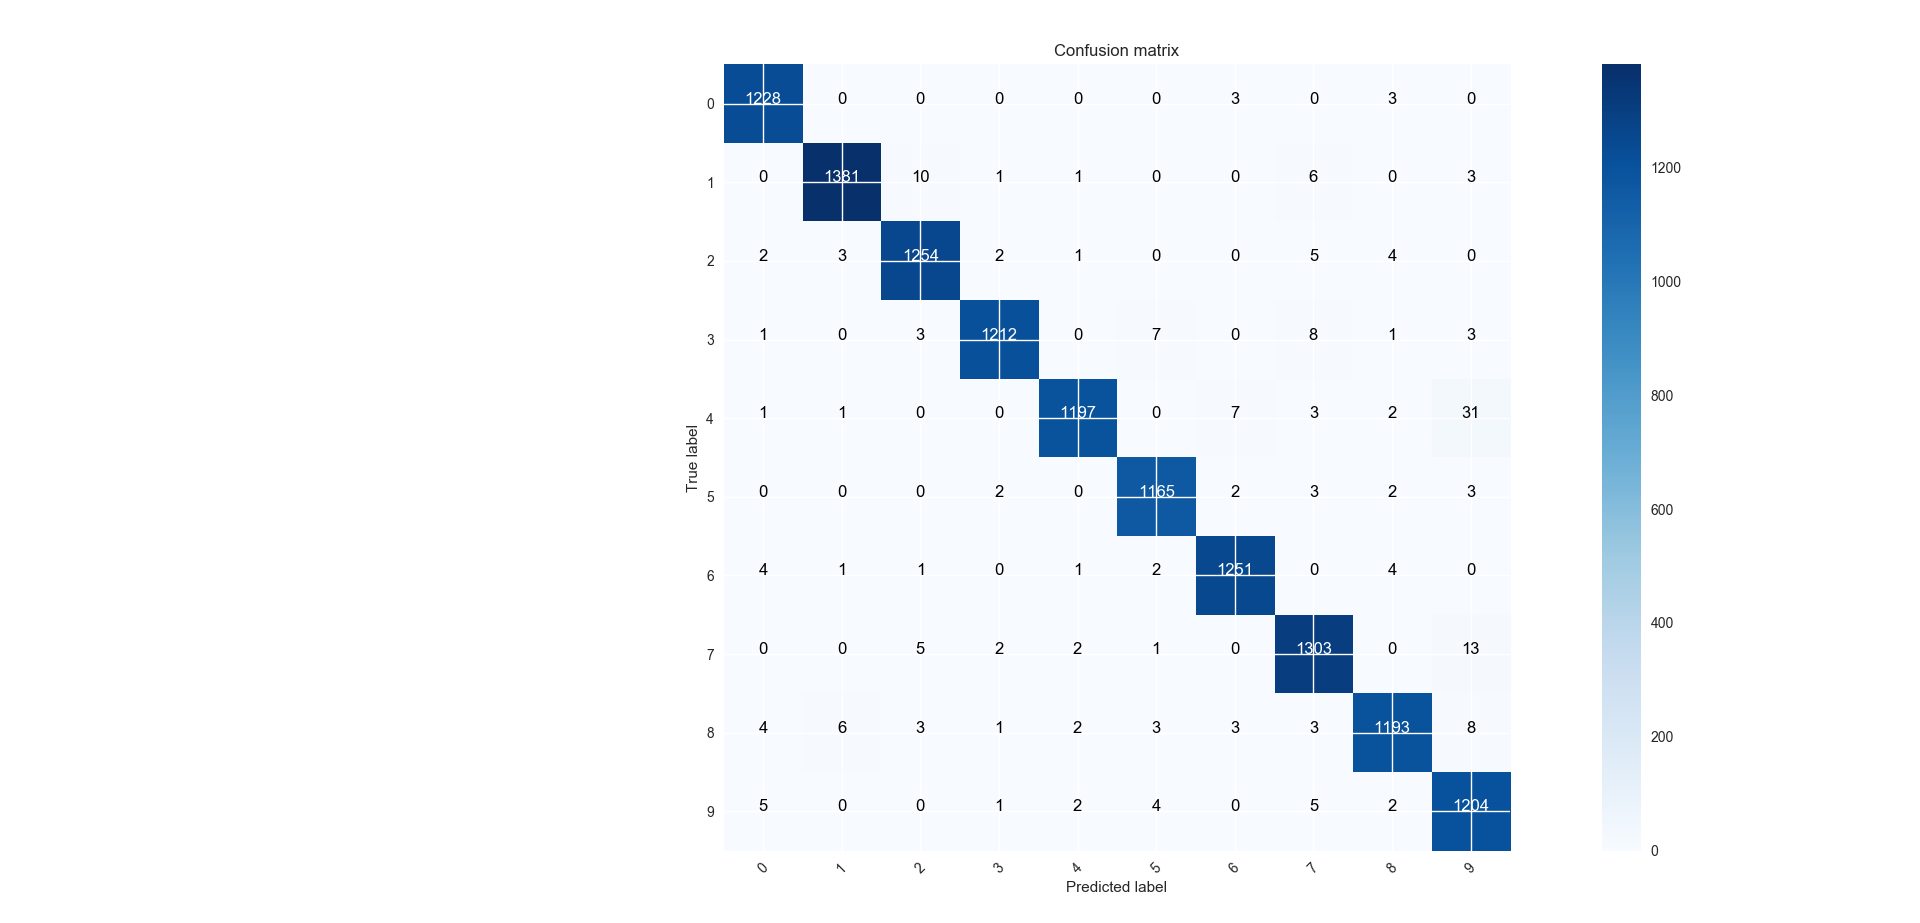 Confusion matrix
0 1228 0 0 0 0 0 3 0 3 0
1 0 1381 10 1 1 0 0 6 0 3
2 2 3 1254 2 1 0 0 5 4 0
3 1 0 3 1212 0 7 0 8 1 3
4 1 1 0 0 1197 0 7 3 2 31
5 0 0 0 2 0 1165 2 3 2 3
6 4 1 1 0 1 2 1251 0 4 0
7 0 0 5 2 2 1 0 1303 0 13
8 4 6 3 1 2 3 3 3 1193 8
9 5 0 0 1 2 4 0 5 2 1204
True label
0 1 2 3 4 5 6 7 8 9
Predicted label
1200
1000
800
600
400
200
0